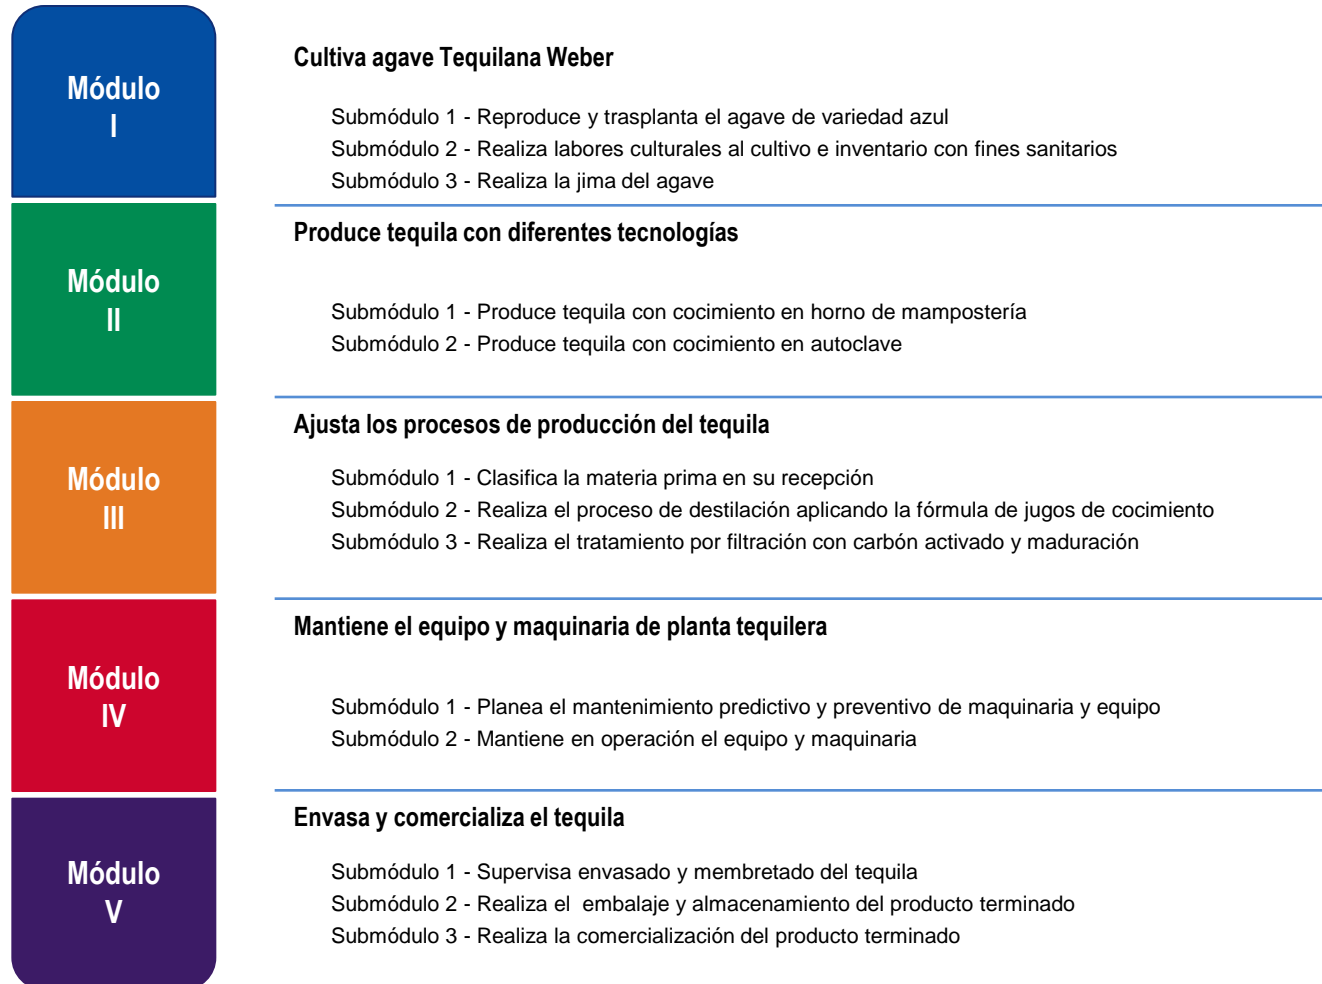 Módulo
I
Cultiva agave Tequilana Weber
Submódulo 1 - Reproduce y trasplanta el agave de variedad azul
Submódulo 2 - Realiza labores culturales al cultivo e inventario con fines sanitarios
Submódulo 3 - Realiza la jima del agave
Módulo
II
Produce tequila con diferentes tecnologías
Submódulo 1 - Produce tequila con cocimiento en horno de mampostería
Submódulo 2 - Produce tequila con cocimiento en autoclave
Módulo
III
Ajusta los procesos de producción del tequila
Submódulo 1 - Clasifica la materia prima en su recepción
Submódulo 2 - Realiza el proceso de destilación aplicando la fórmula de jugos de cocimiento
Submódulo 3 - Realiza el tratamiento por filtración con carbón activado y maduración
Módulo
IV
Mantiene el equipo y maquinaria de planta tequilera
Submódulo 1 - Planea el mantenimiento predictivo y preventivo de maquinaria y equipo
Submódulo 2 - Mantiene en operación el equipo y maquinaria
Módulo
V
Envasa y comercializa el tequila
Submódulo 1 - Supervisa envasado y membretado del tequila
Submódulo 2 - Realiza el  embalaje y almacenamiento del producto terminado
Submódulo 3 - Realiza la comercialización del producto terminado